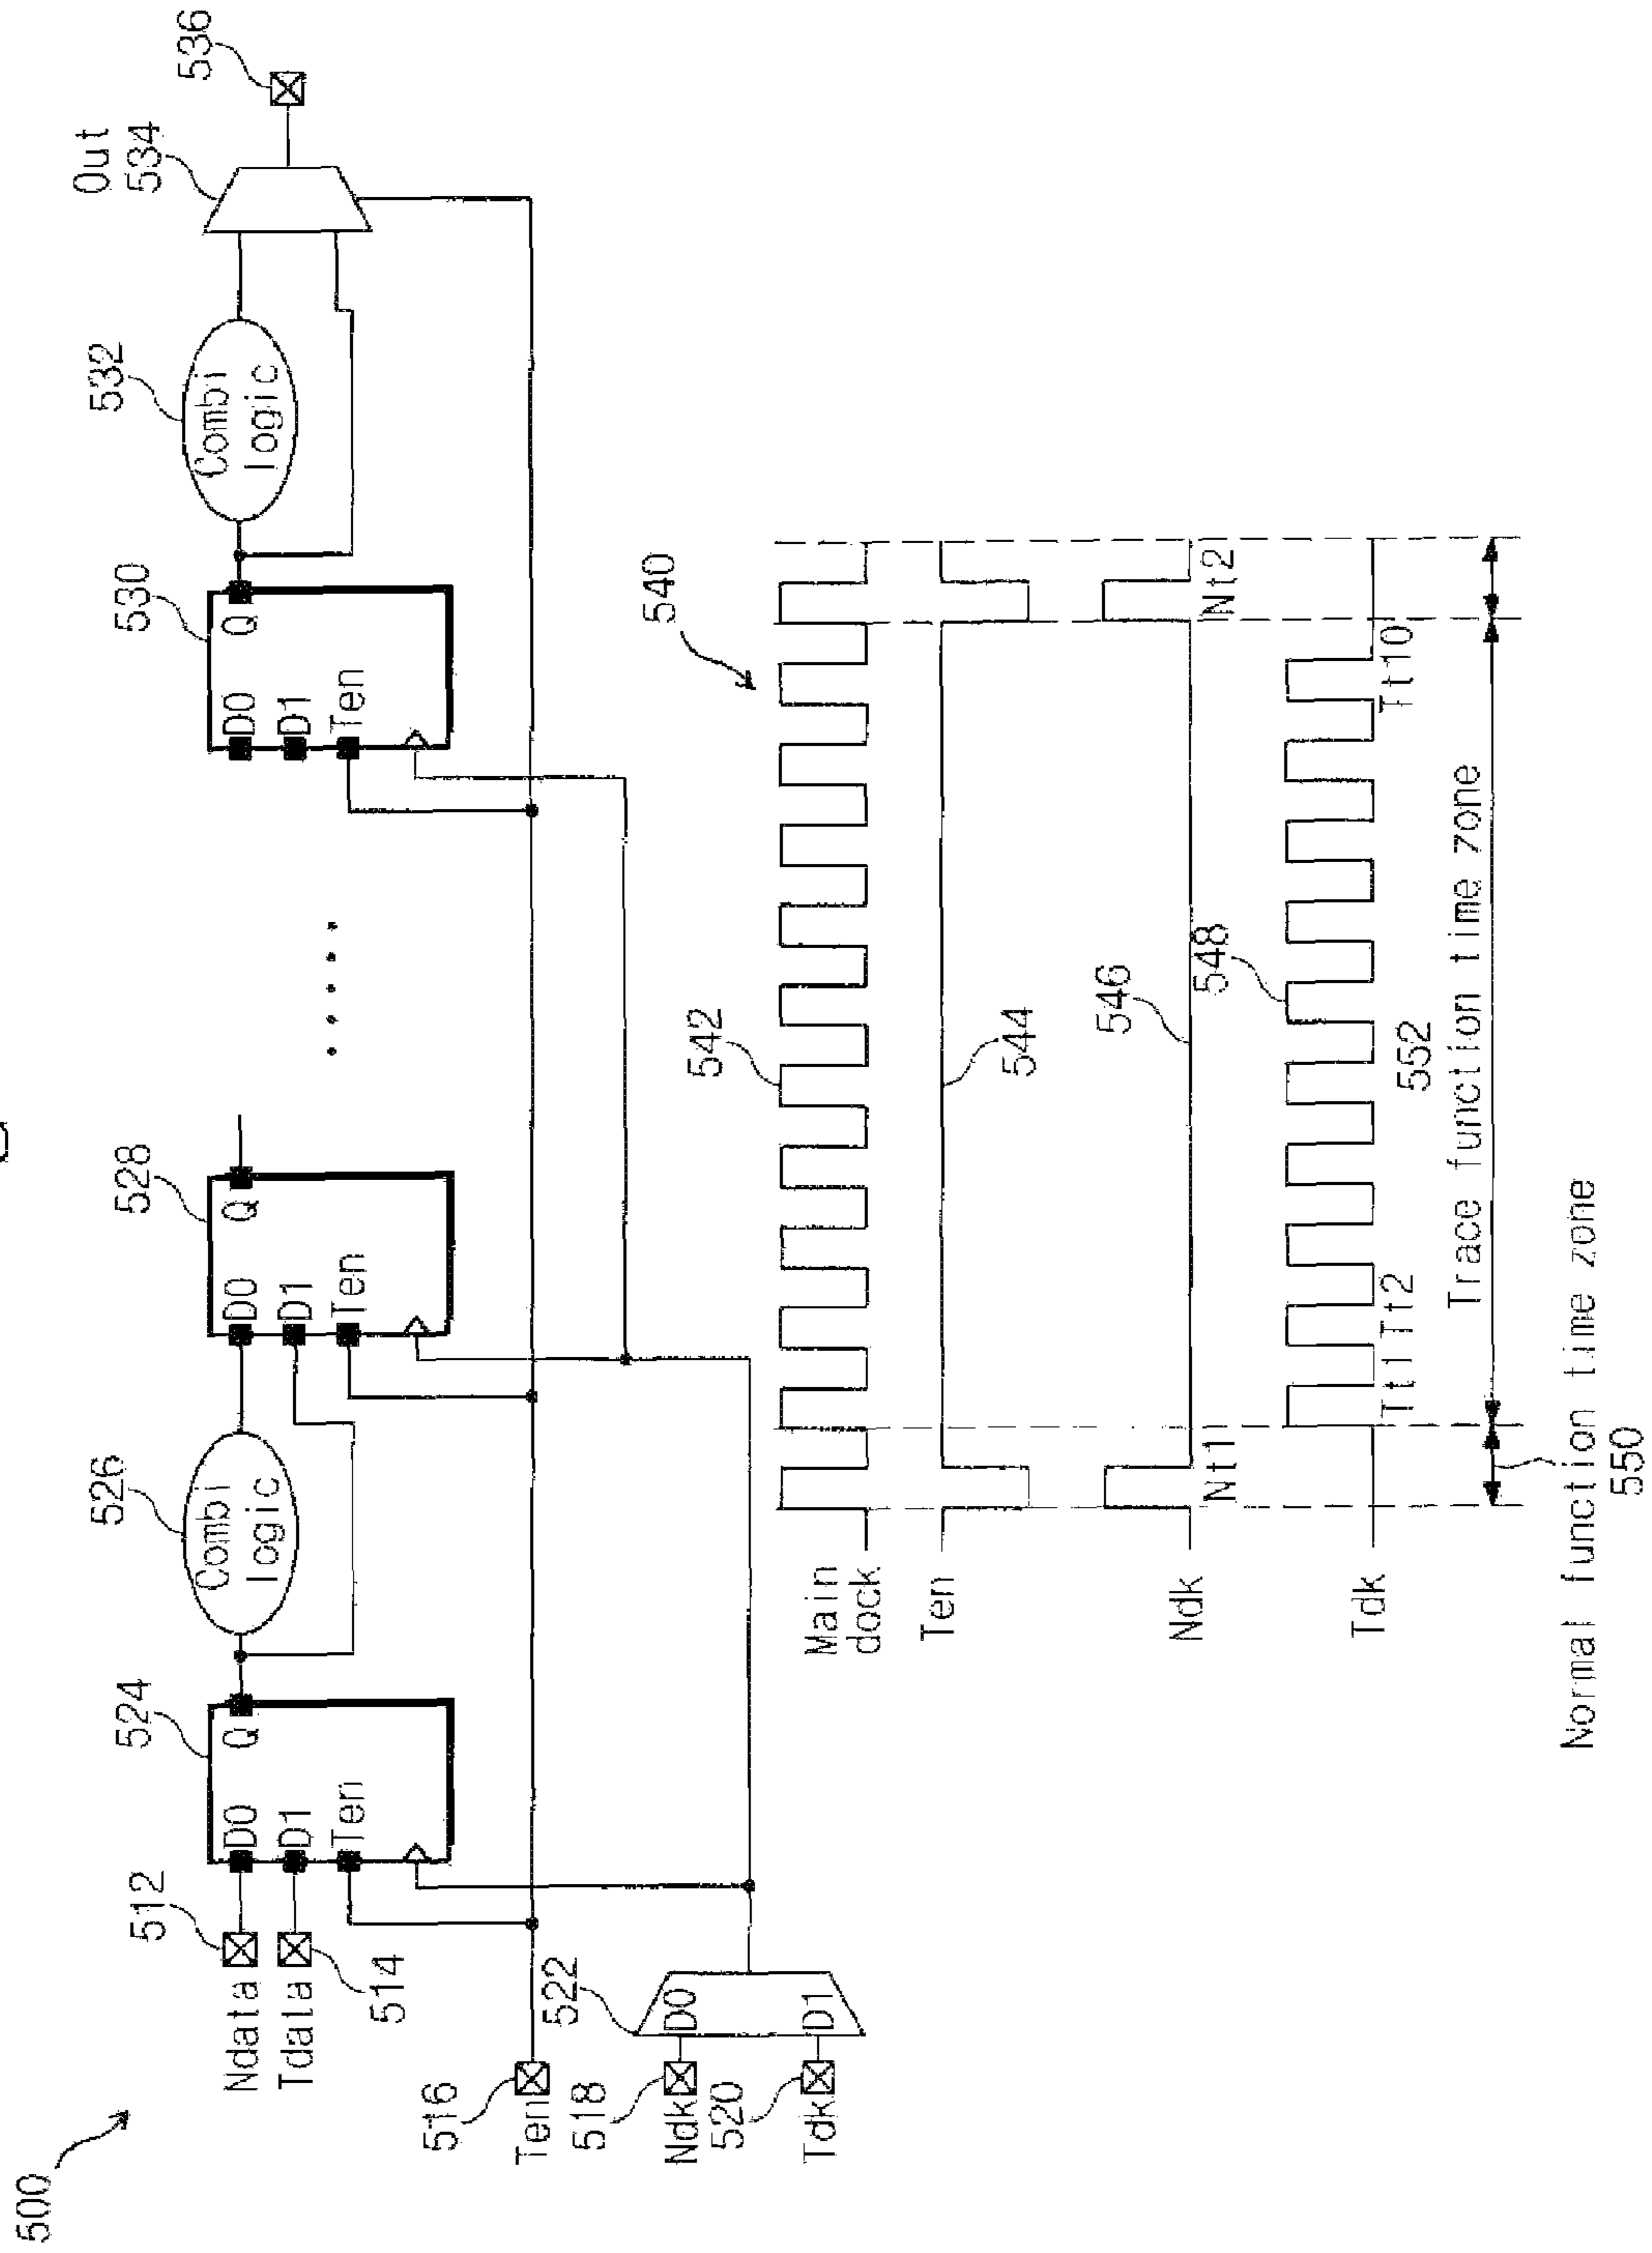 500
Ndata
512
Tdata
514
516
Ten
518
Ndk
520
Tdk
522
D0
D1
524
D0
D1
Ten
Q
526
Combi
logic
528
D0
D1
Ten
Q
530
D0
D1
Ten
Q
532
Combi
logic
Out
534
536
540
Main
dock
542
Ten
544
Ndk
Nt1
546
Nt2
Tdk
548
Tt1 Tt2
Tt10
552
Trace function time zone
Normal function time zone
550